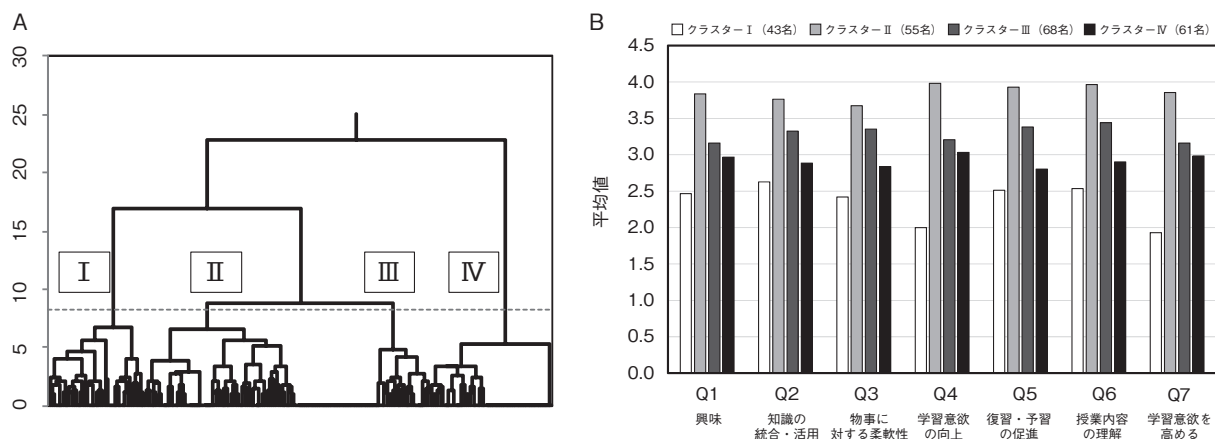 A
30
25
20
15
10
5
0
Ⅰ
Ⅱ
Ⅲ
Ⅳ
B
クラスターⅠ(43名)
クラスターⅡ(55名)
クラスターⅢ(68名)
クラスターⅣ(61名)
平均値
4.5
4.0
3.5
3.0
2.5
2.0
1.5
1.0
0.5
0.0
Q1
興味
Q2
知識の
統合・活用
Q3
物事に
対する柔軟性
Q4
学習意欲
の向上
Q5
復習・予習
の促進
Q6
授業内容
の理解
Q7
学習意欲を
高める